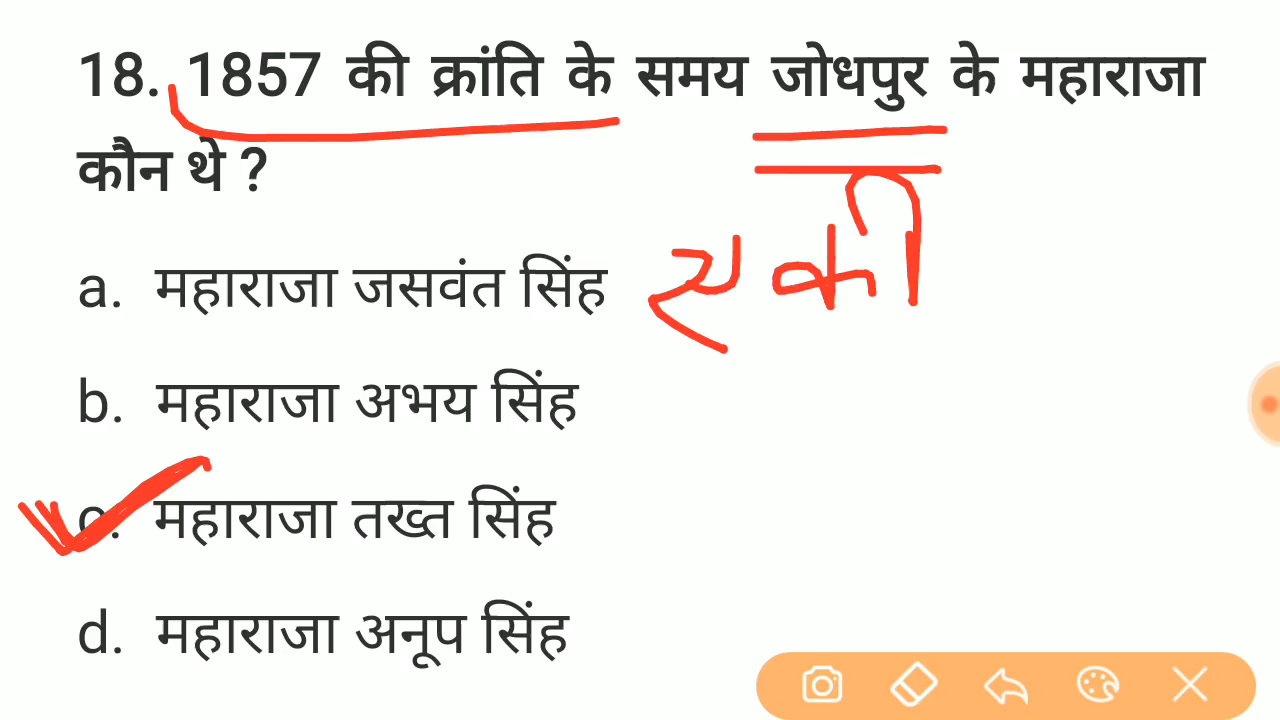 18. 1857 की क्रांति के समय जोधपुर के महाराजा
कौन थे ?
a. महाराजा जसवंत सिंह
b. महाराजा अभय सिंह
c. महाराजा तख्त सिंह
d. महाराजा अनूप सिंह